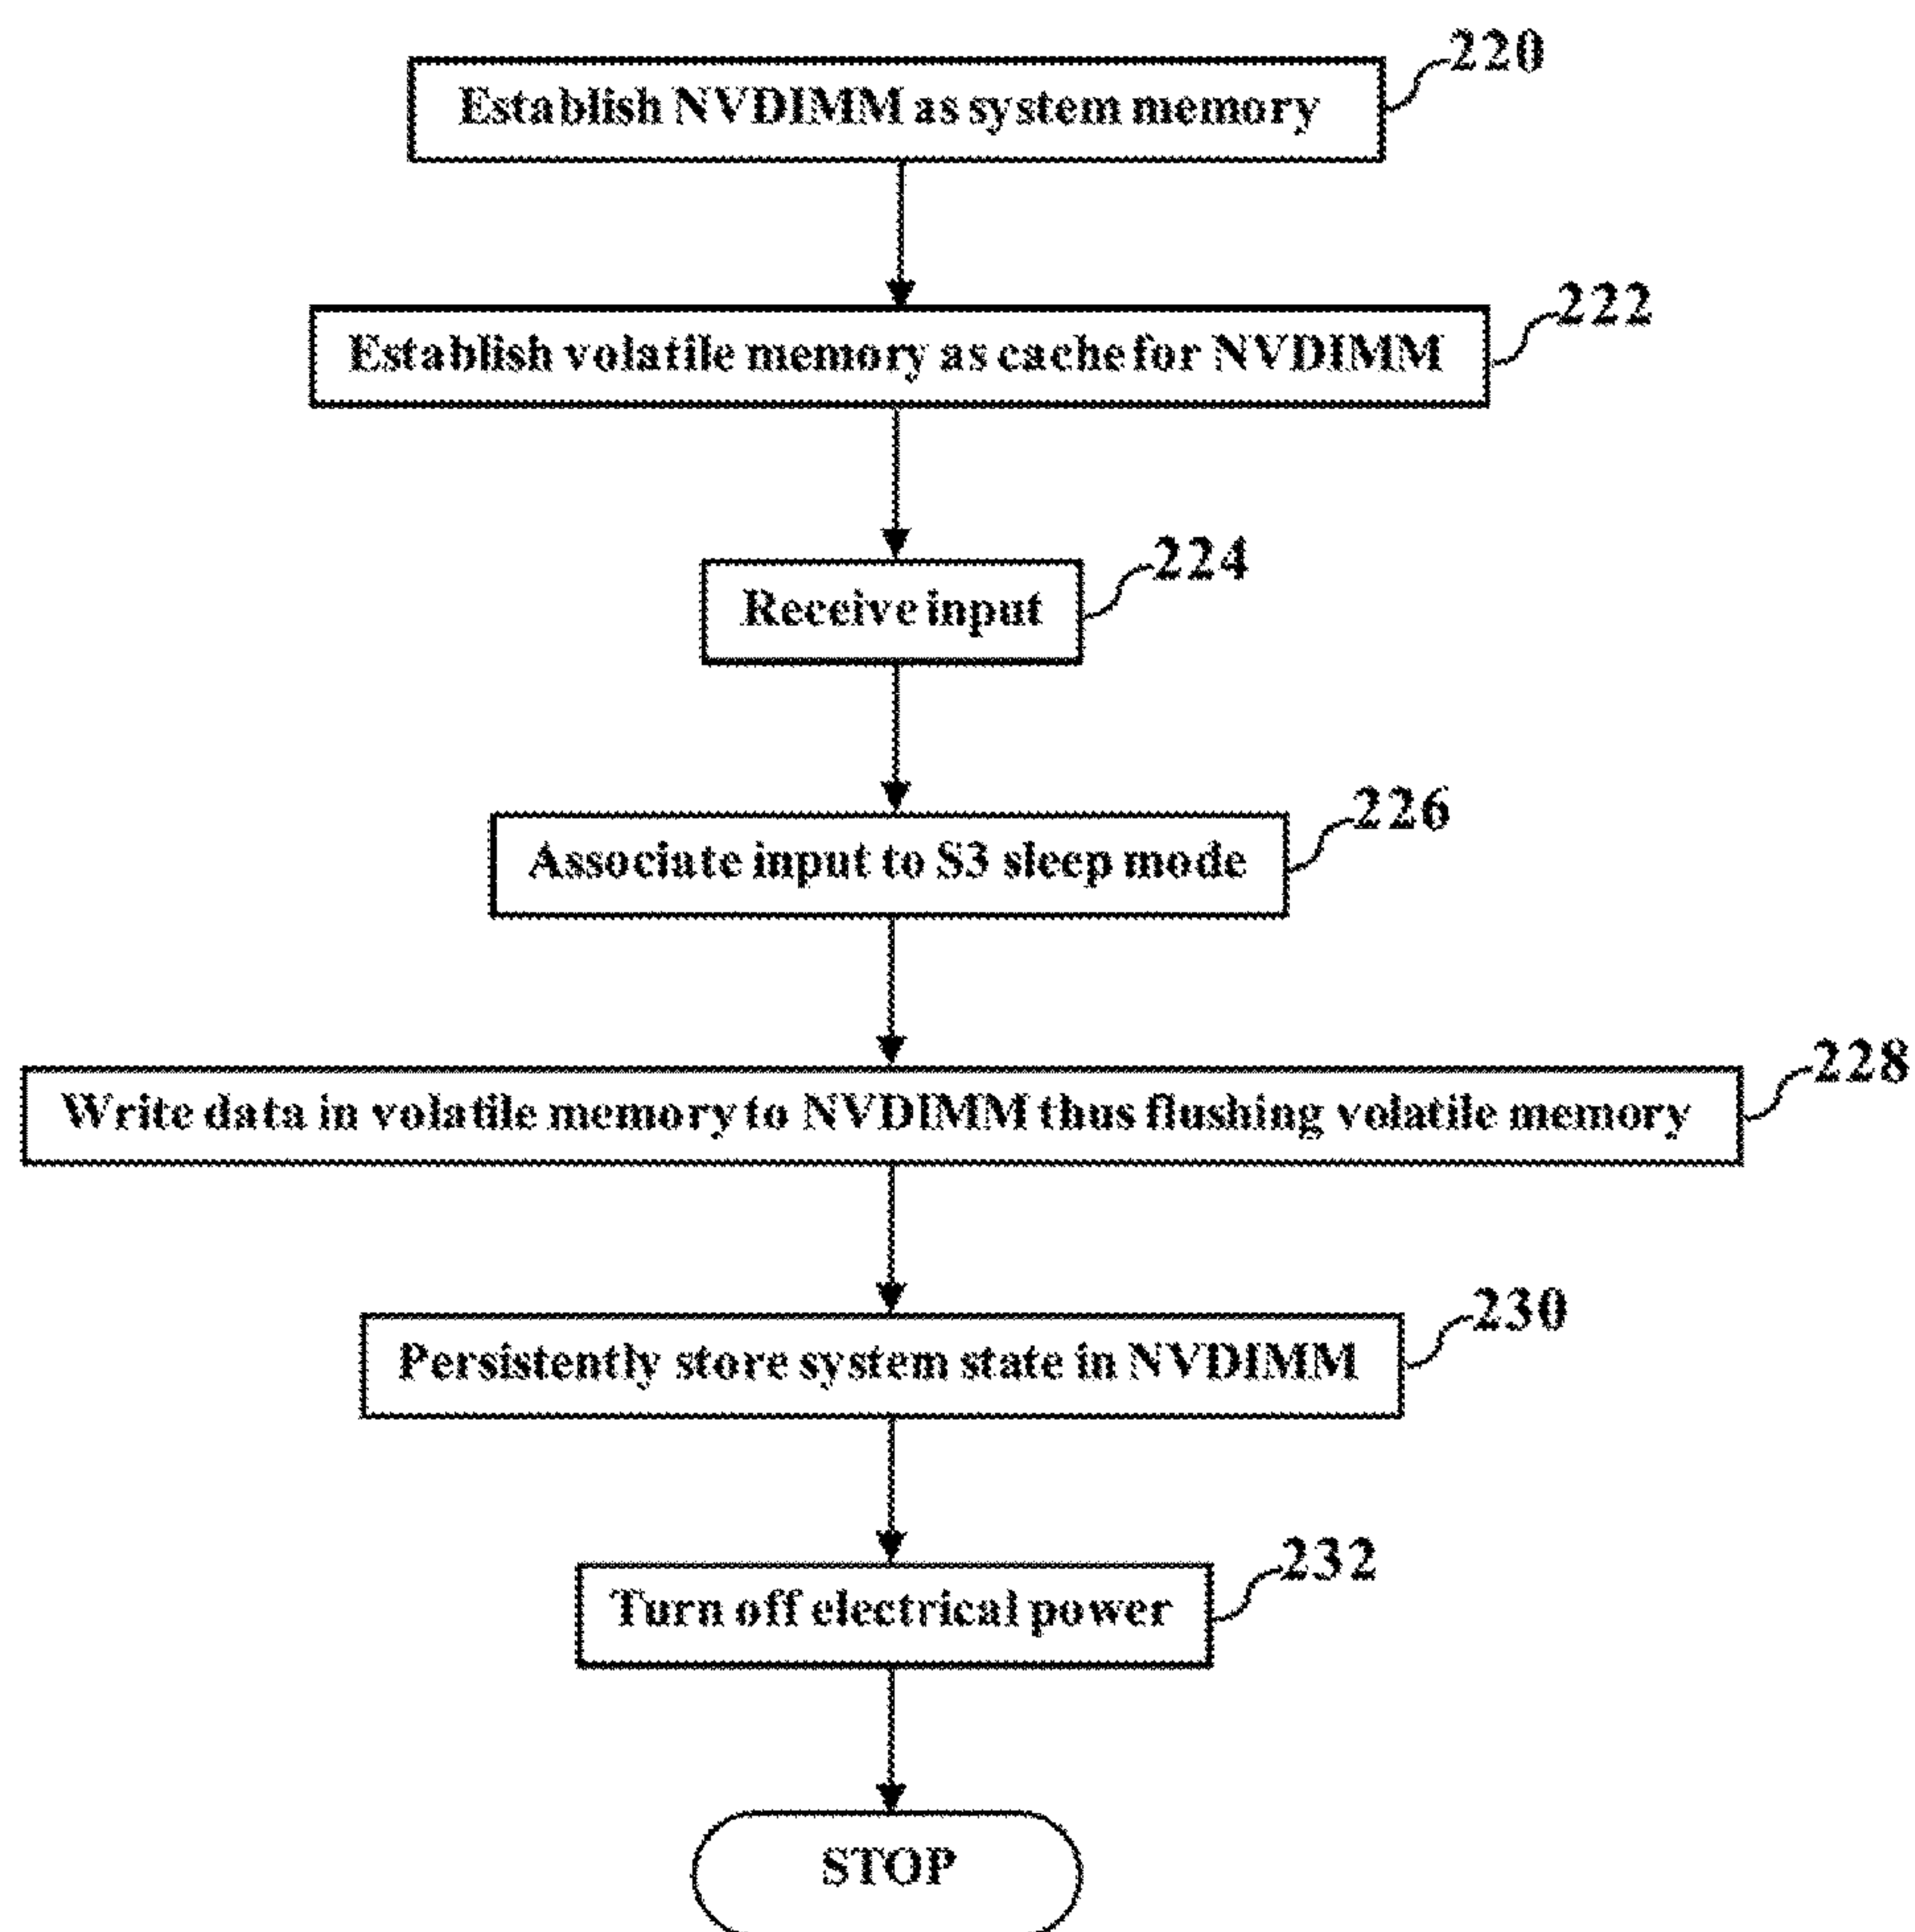 220
Establish NVDIMM as system memory
222
Establish volatile memory as cache for NVDIMM
224
Receive input
226
Associate input to S3 sleep mode
228
Write data in volatile memory to NVDIMM thus flushing volatile memory
230
Persistently store system state in NVDIMM
232
Turn off electrical power
STOP